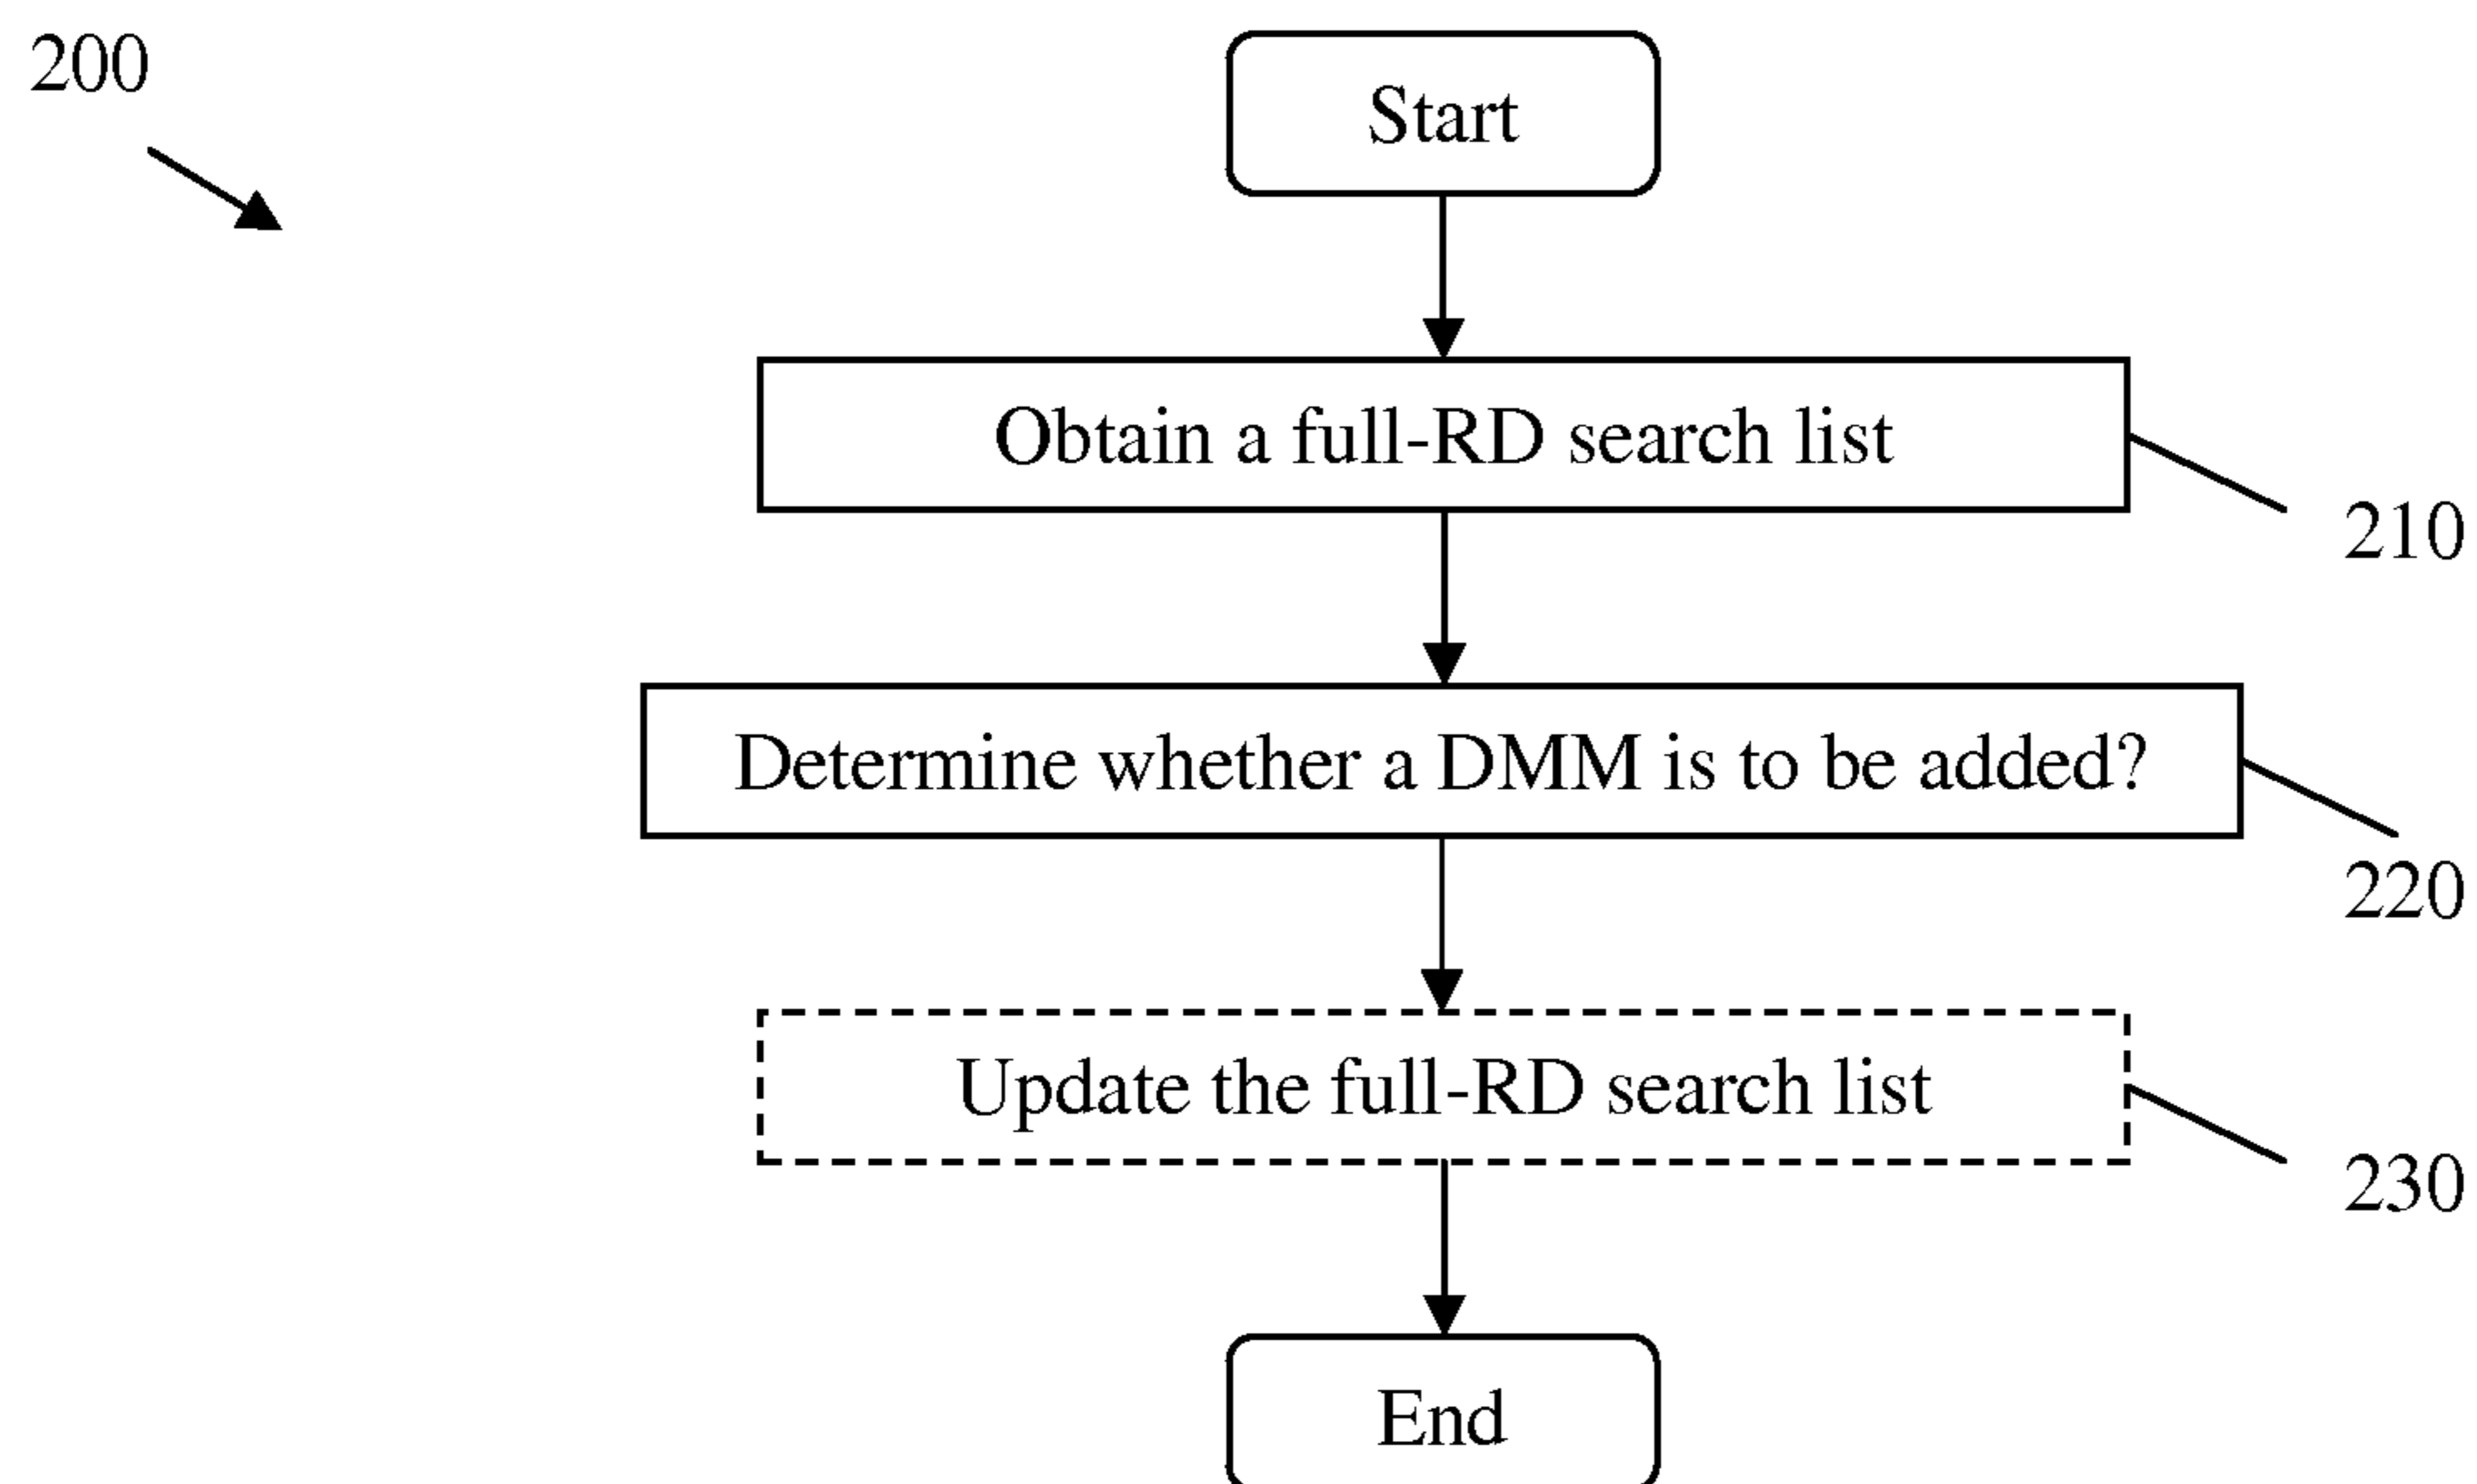 200
Start
Obtain a full-RD search list
210
Determine whether a DMM is to be added?
220
Update the full-RD search list
230
End